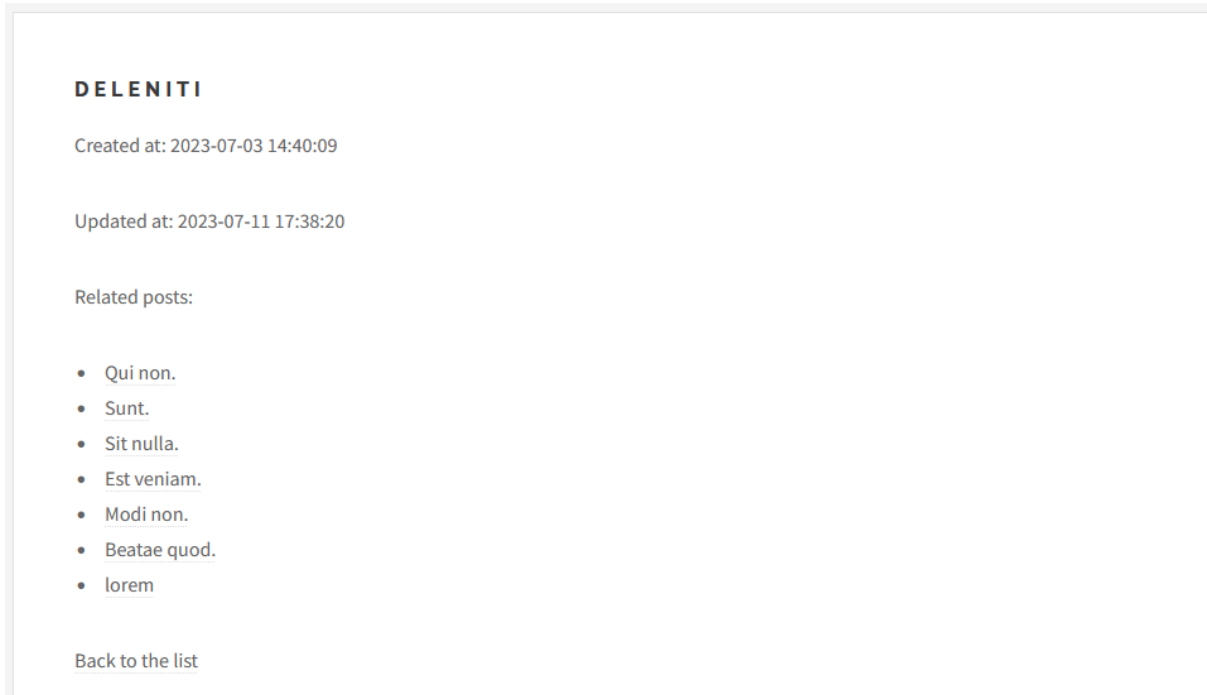 DELENITI
Created at: 2023-07-03 14:40:09
Updated at: 2023-07-11 17:38:20
Related posts:
Qui non.
Sunt.
Sit nulla.
Est veniam.
Modi non.
Beatae quod.
lorem
Back to the list